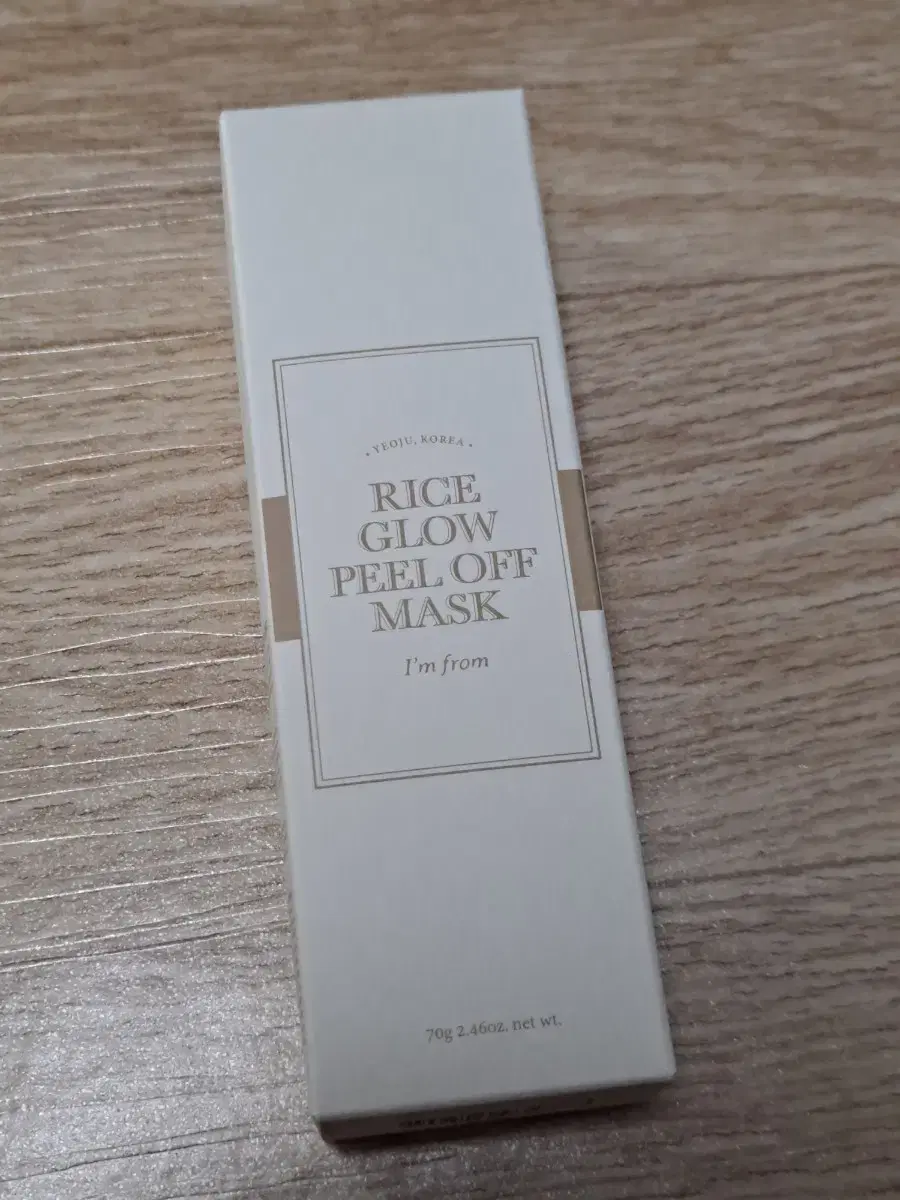 • YEOJU, KOREA •
RICE
GLOW
PEEL OFF
MASK
I'm from
70g 2.46oz. net wt.